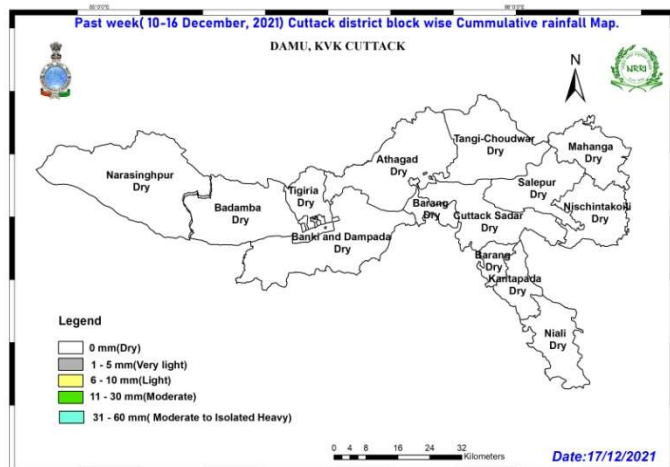 Past week( 10-16 December, 2021) Cuttack district block wise Cummulative rainfall Map.
DAMU, KVK CUTTACK
N
NRRI
Tangi-Choudwar
Dry
Mahanga
Dry
Athagad
Dry
Narasinghpur
Dry
Salepur
Dry
Tigiria
Dry
Badamba
Dry
Barang
Dry
Nischintakoili
Dry
Cuttack Sadar
Dry
Banki and Dampada
Dry
Barang
Dry
Kantapada
Dry
Niali
Dry
Legend
0 mm(Dry)
1 - 5 mm(Very light)
6 - 10 mm(Light)
11 - 30 mm(Moderate)
31 - 60 mm( Moderate to Isolated Heavy)
0 4 8 16 24 32
Kilometers
Date:17/12/2021